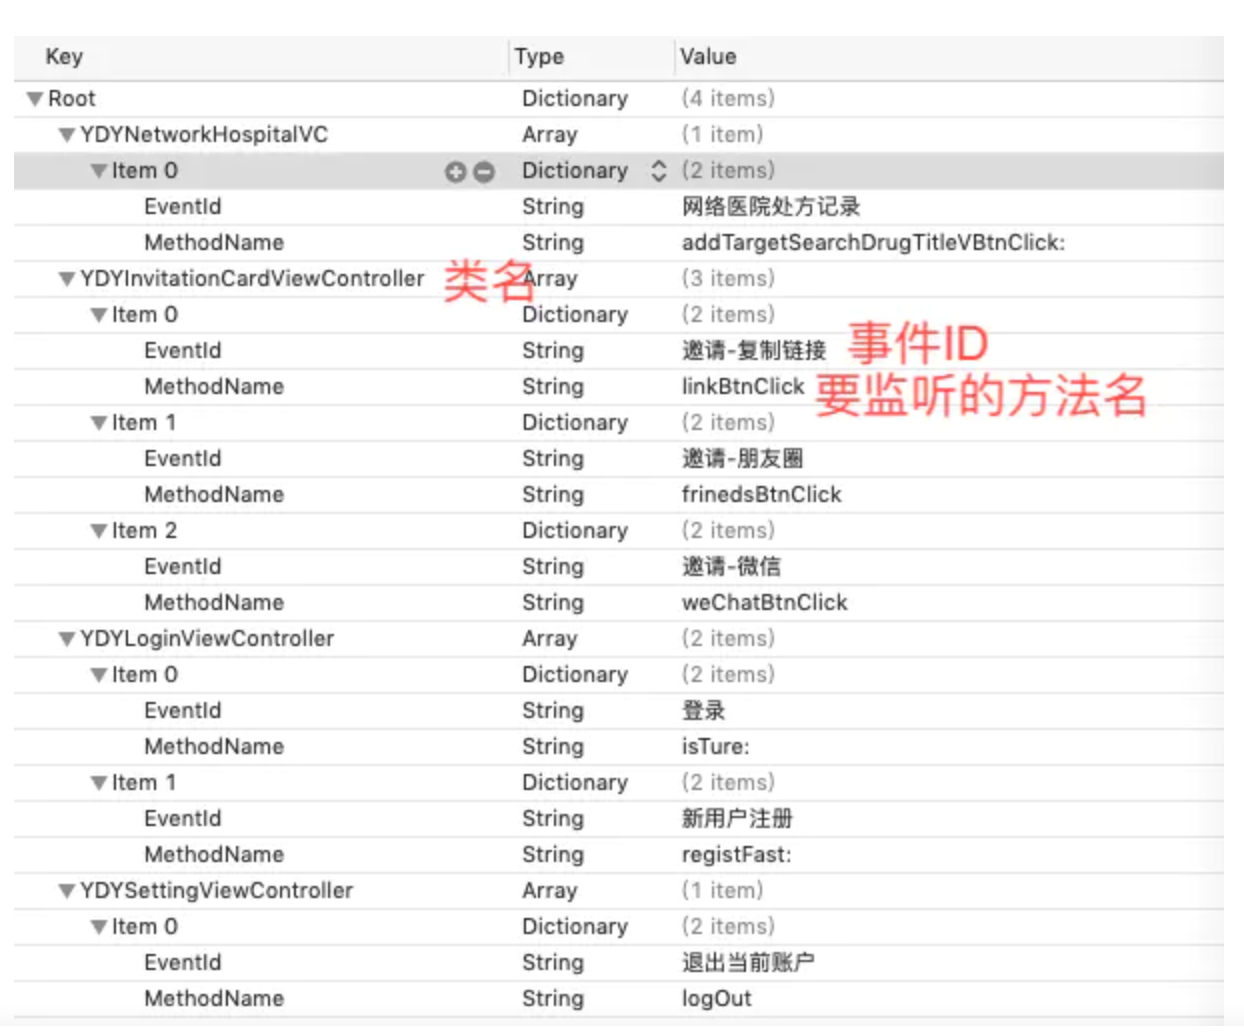 Key Type Value
Root Dictionary (4 items)
YDYNetworkHospitalVC Array (1 item)
Item 0 Dictionary (2 items)
EventId String 网络医院处方记录
MethodName String addTargetSearchDrugTitleVBtnClick:
YDYInvitationCardViewController 类名 Array (3 items)
Item 0 Dictionary (2 items)
EventId String 邀请-复制链接 事件ID
MethodName String linkBtnClick 要监听的方法名
Item 1 Dictionary (2 items)
EventId String 邀请-朋友圈
MethodName String frinedsBtnClick
Item 2 Dictionary (2 items)
EventId String 邀请-微信
MethodName String weChatBtnClick
YDYLoginViewController Array (2 items)
Item 0 Dictionary (2 items)
EventId String 登录
MethodName String isTure:
Item 1 Dictionary (2 items)
EventId String 新用户注册
MethodName String registFast:
YDYSettingViewController Array (1 item)
Item 0 Dictionary (2 items)
EventId String 退出当前账户
MethodName String logOut